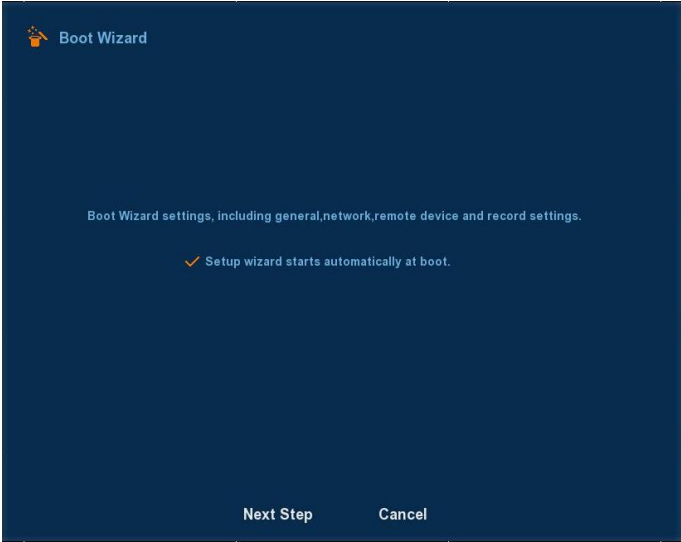 Boot Wizard
Boot Wizard settings, including general,network,remote device and record settings.
Setup wizard starts automatically at boot.
Next Step Cancel